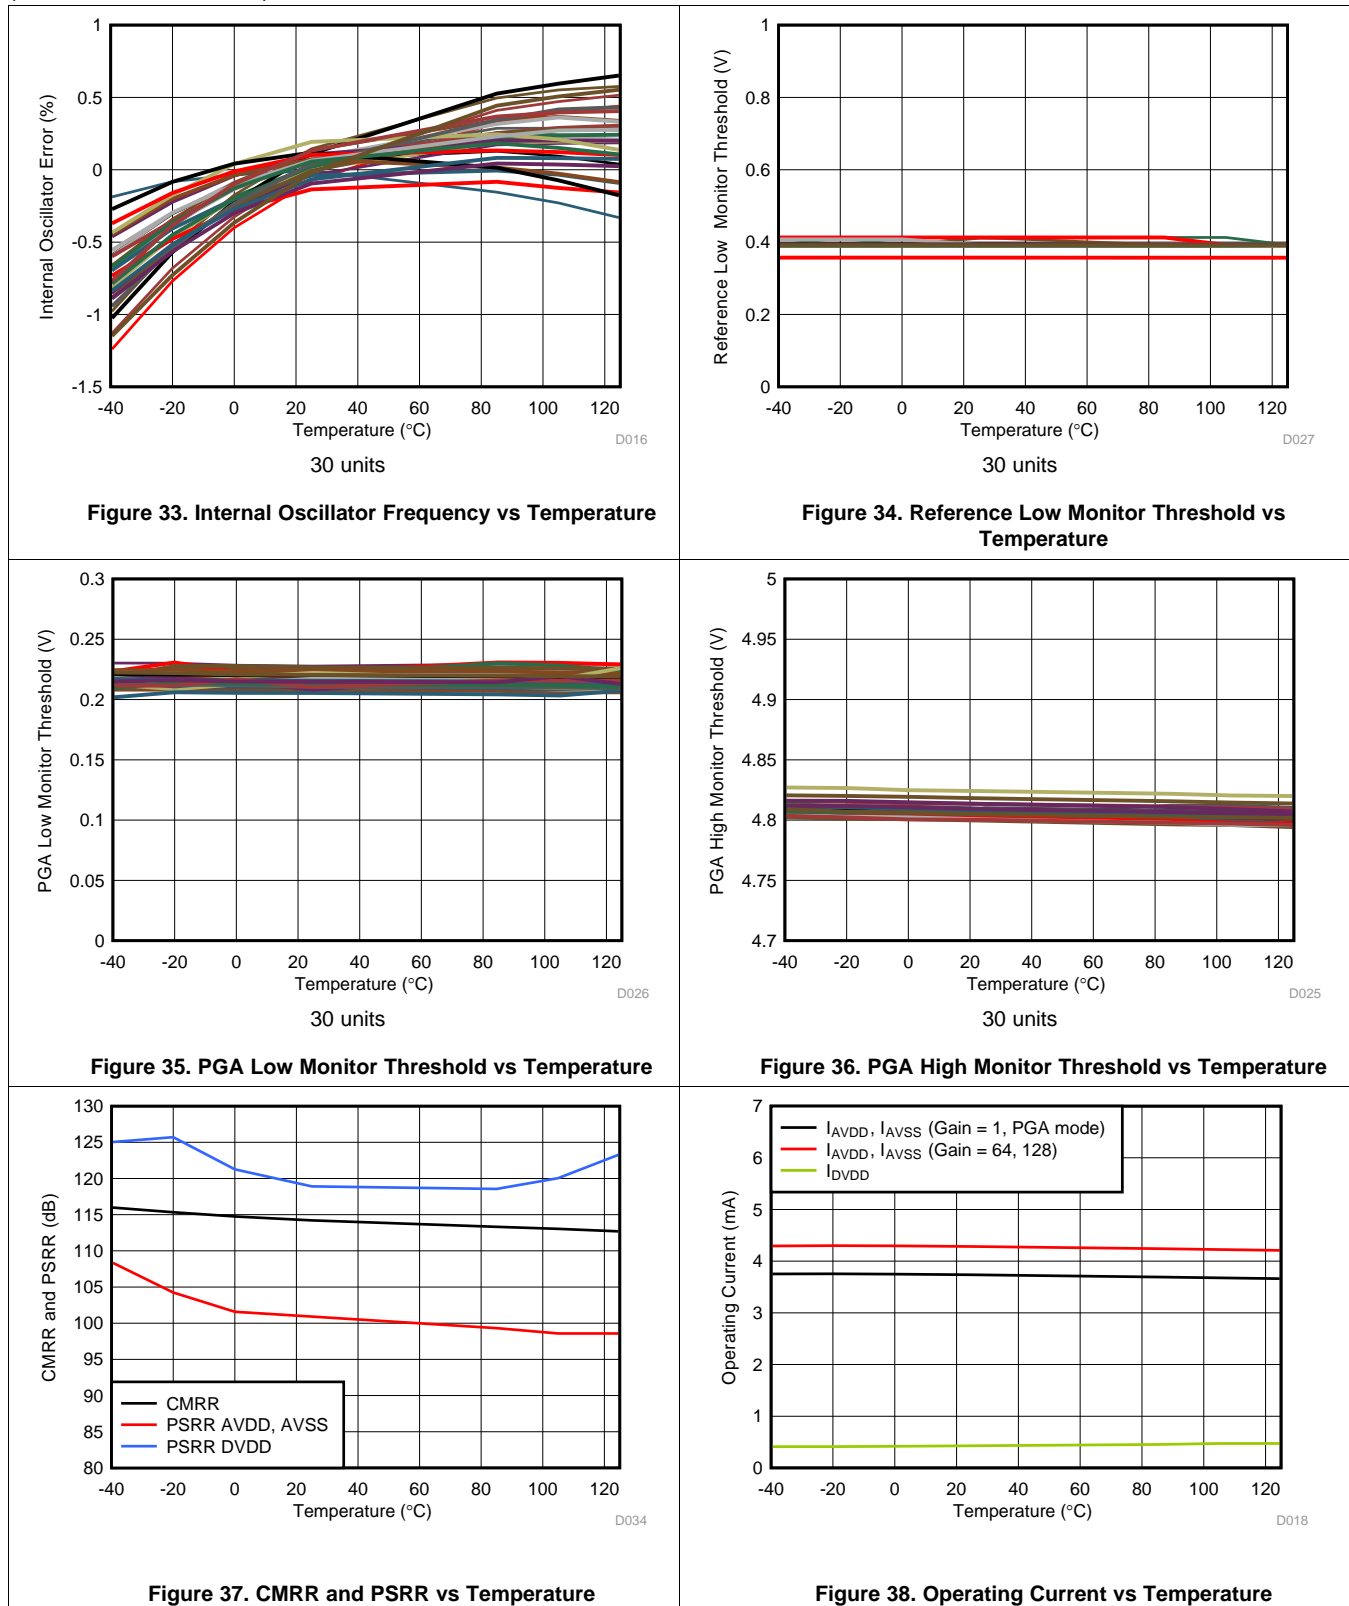 1
0.5
0
-0.5
-1
-1.5
Internal Oscillator Error (%)
-40 -20 0 20 40 60 80 100 120
Temperature (°C)
D016
30 units
Figure 33. Internal Oscillator Frequency vs Temperature
1
0.8
0.6
0.4
0.2
0
Reference Low Monitor Threshold (V)
-40 -20 0 20 40 60 80 100 120
Temperature (°C)
D027
30 units
Figure 34. Reference Low Monitor Threshold vs
Temperature
0.3
0.25
0.2
0.15
0.1
0.05
0
PGA Low Monitor Threshold (V)
-40 -20 0 20 40 60 80 100 120
Temperature (°C)
D026
30 units
Figure 35. PGA Low Monitor Threshold vs Temperature
5
4.95
4.9
4.85
4.8
4.75
4.7
PGA High Monitor Threshold (V)
-40 -20 0 20 40 60 80 100 120
Temperature (°C)
D025
30 units
Figure 36. PGA High Monitor Threshold vs Temperature
130
125
120
115
110
105
100
95
90
85
80
CMRR and PSRR (dB)
CMRR
PSRR AVDD, AVSS
PSRR DVDD
-40 -20 0 20 40 60 80 100 120
Temperature (°C)
D034
Figure 37. CMRR and PSRR vs Temperature
7
6
5
4
3
2
1
0
Operating Current (mA)
IAVDD, IAVSS (Gain = 1, PGA mode)
IAVDD, IAVSS (Gain = 64, 128)
IDVDD
-40 -20 0 20 40 60 80 100 120
Temperature (°C)
D018
Figure 38. Operating Current vs Temperature